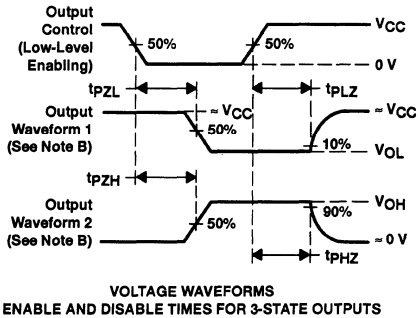 Output
Control
(Low-Level
Enabling)
50%
50%
VCC
0 V
tPZL
tPLZ
Output
Waveform 1
(See Note B)
≈ VCC
50%
≈ VCC
10%
VOL
tPZH
Output
Waveform 2
(See Note B)
50%
VOH
90%
≈ 0 V
tPHZ
VOLTAGE WAVEFORMS
ENABLE AND DISABLE TIMES FOR 3-STATE OUTPUTS